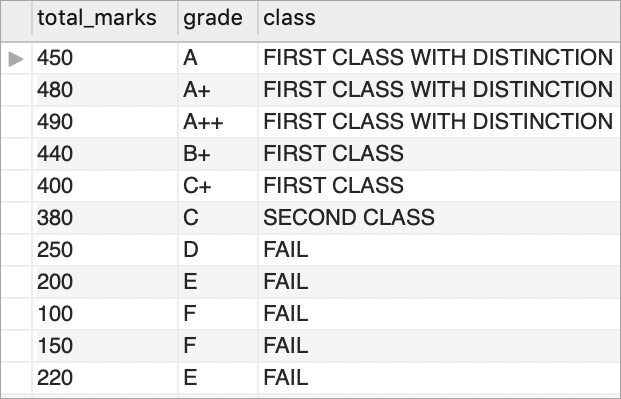 total_marks grade class
450 A FIRST CLASS WITH DISTINCTION
480 A+ FIRST CLASS WITH DISTINCTION
490 A++ FIRST CLASS WITH DISTINCTION
440 B+ FIRST CLASS
400 C+ FIRST CLASS
380 C SECOND CLASS
250 D FAIL
200 E FAIL
100 F FAIL
150 F FAIL
220 E FAIL